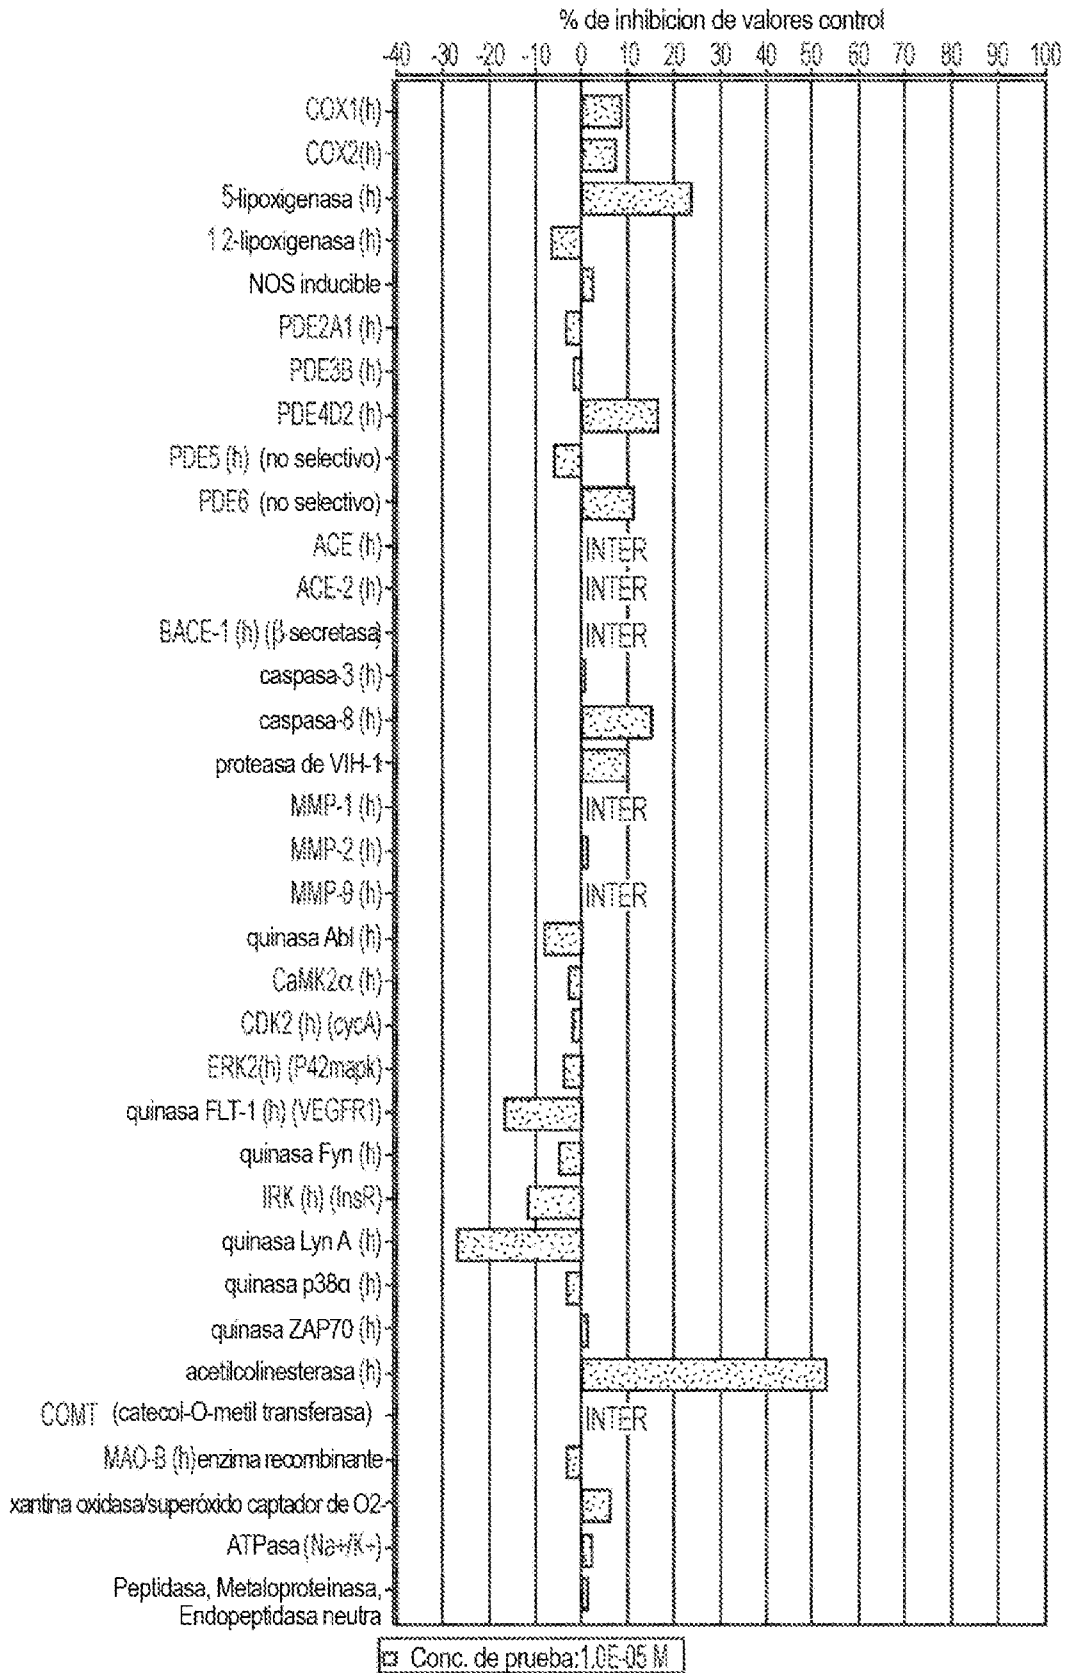 % de inhibicion de valores control
-40 -30 -20 -10 0 10 20 30 40 50 60 70 80 90 100
COX1(h)
COX2(h)
5-lipoxigenasa (h)
12-lipoxigenasa (h)
NOS inducible
PDE2A1 (h)
PDE3B (h)
PDE4D2 (h)
PDE5 (h) (no selectivo)
PDE6 (no selectivo)
ACE (h) INTER
ACE-2 (h) INTER
BACE-1 (h) (β-secretasa) INTER
caspasa-3 (h)
caspasa-8 (h)
proteasa de VIH-1
MMP-1 (h) INTER
MMP-2 (h)
MMP-9 (h) INTER
quinasa Abl (h)
CaMK2α (h)
CDK2 (h) (cycA)
ERK2(h) (P42mapk)
quinasa FLT-1 (h) (VEGFR1)
quinasa Fyn (h)
IRK (h) (InsR)
quinasa Lyn A (h)
quinasa p38α (h)
quinasa ZAP70 (h)
acetilcolinesterasa (h)
COMT (catecol-O-metil transferasa) INTER
MAO-B (h) enzima recombinante
xantina oxidasa/superóxido captador de O2-
ATPasa (Na+/K+)
Peptidasa, Metaloproteinasa,
Endopeptidasa neutra
Conc. de prueba:1.0E-05 M